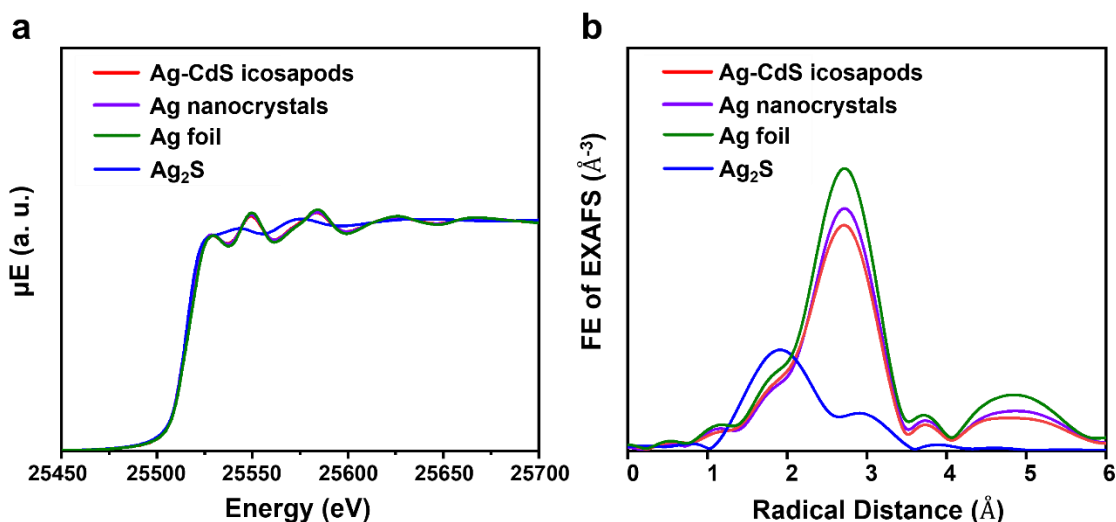 a
Ag-CdS icosapods
Ag nanocrystals
Ag foil
Ag₂S
µE (a. u.)
25450 25500 25550 25600 25650 25700
Energy (eV)
b
Ag-CdS icosapods
Ag nanocrystals
Ag foil
Ag₂S
FE of EXAFS (Å⁻³)
0 1 2 3 4 5 6
Radical Distance (Å)